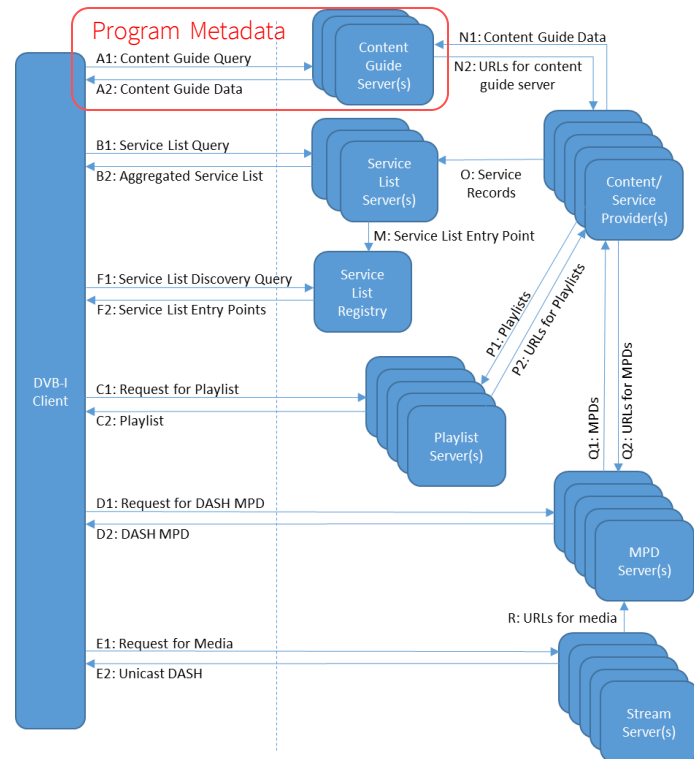 Program Metadata
A1: Content Guide Query
A2: Content Guide Data
Content
Guide
Server(s)
N1: Content Guide Data
N2: URLs for content
guide server
B1: Service List Query
B2: Aggregated Service List
Service
List
Server(s)
O: Service
Records
Content/
Service
Provider(s)
M: Service List Entry Point
F1: Service List Discovery Query
F2: Service List Entry Points
Service
List
Registry
P1: Playlists
P2: URLs for Playlists
DVB-I
Client
C1: Request for Playlist
C2: Playlist
Playlist
Server(s)
Q1: MPDs
Q2: URLs for MPDs
D1: Request for DASH MPD
D2: DASH MPD
MPD
Server(s)
R: URLs for media
E1: Request for Media
E2: Unicast DASH
Stream
Server(s)